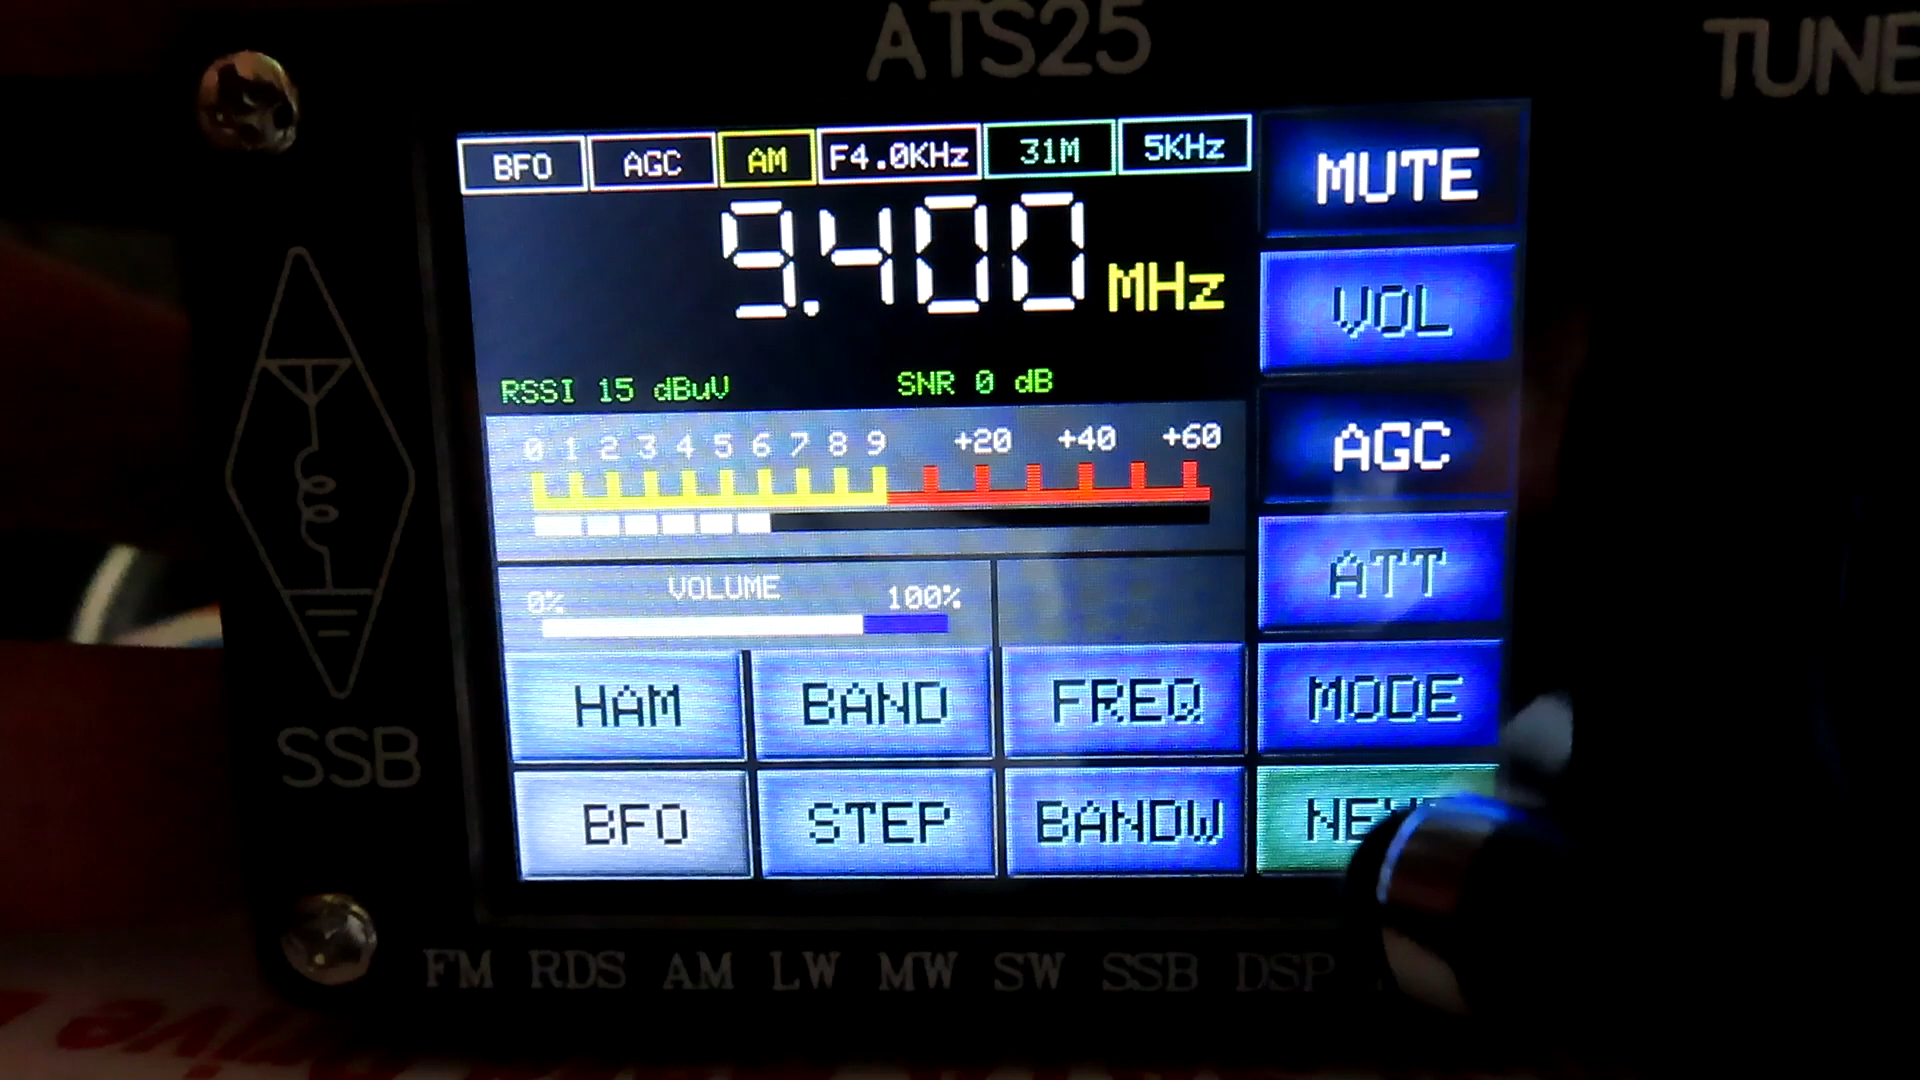 ATS25
TUNE
BFO AGC AM F4.0KHz 31M 5KHz
MUTE
9.400 MHz
VOL
RSSI 15 dBuV SNR 0 dB
0 1 2 3 4 5 6 7 8 9 +20 +40 +60
AGC
VOLUME
0% 100%
ATT
HAM BAND FREQ MODE
SSB
BFO STEP BANDW
FM RDS AM LW MW SW SSB DSP